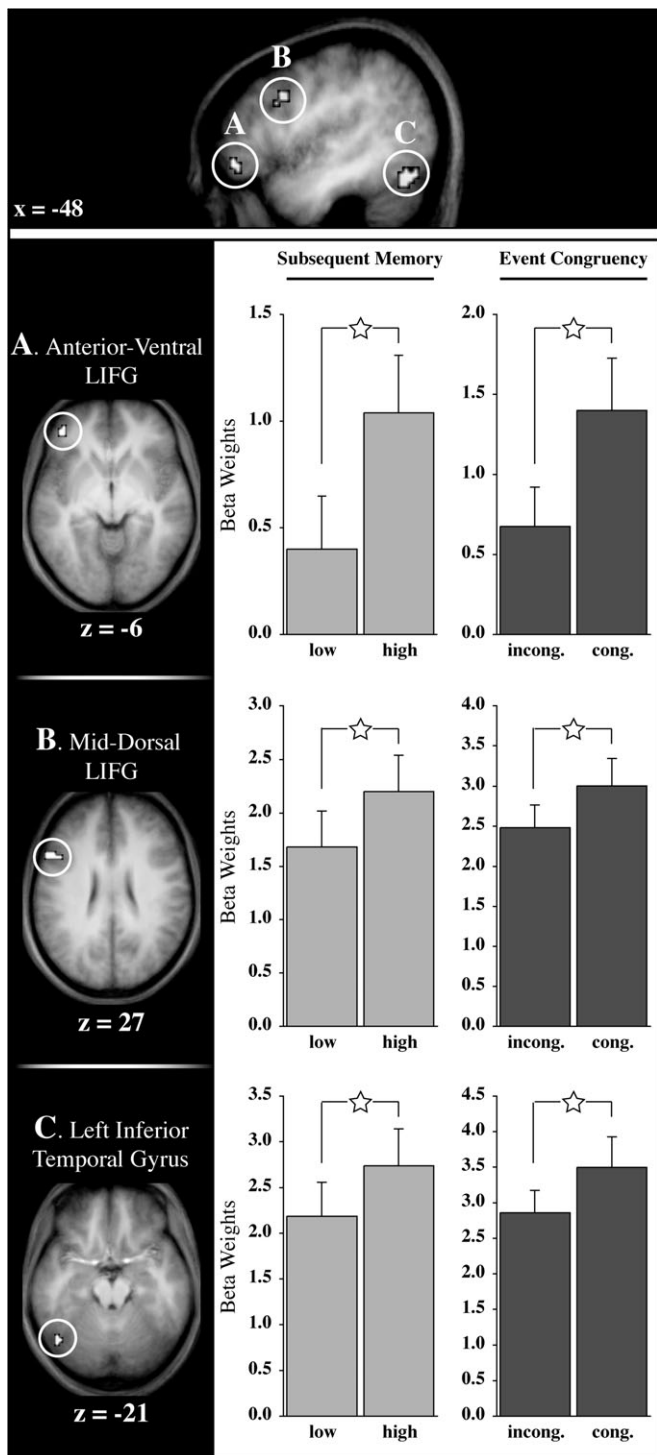 B
A
C
x = -48
Subsequent Memory
Event Congruency
A. Anterior-Ventral
LIFG
z = -6
Beta Weights
1.5
1.0
0.5
0.0
low
high
2.0
1.5
1.0
0.5
0.0
incong.
cong.
B. Mid-Dorsal
LIFG
z = 27
Beta Weights
3.0
2.5
2.0
1.5
1.0
0.5
0.0
low
high
4.0
3.5
3.0
2.5
2.0
1.5
1.0
0.5
0.0
incong.
cong.
C. Left Inferior
Temporal Gyrus
z = -21
Beta Weights
3.5
3.0
2.5
2.0
1.5
1.0
0.5
0.0
low
high
4.5
4.0
3.5
3.0
2.5
2.0
1.5
1.0
0.5
0.0
incong.
cong.